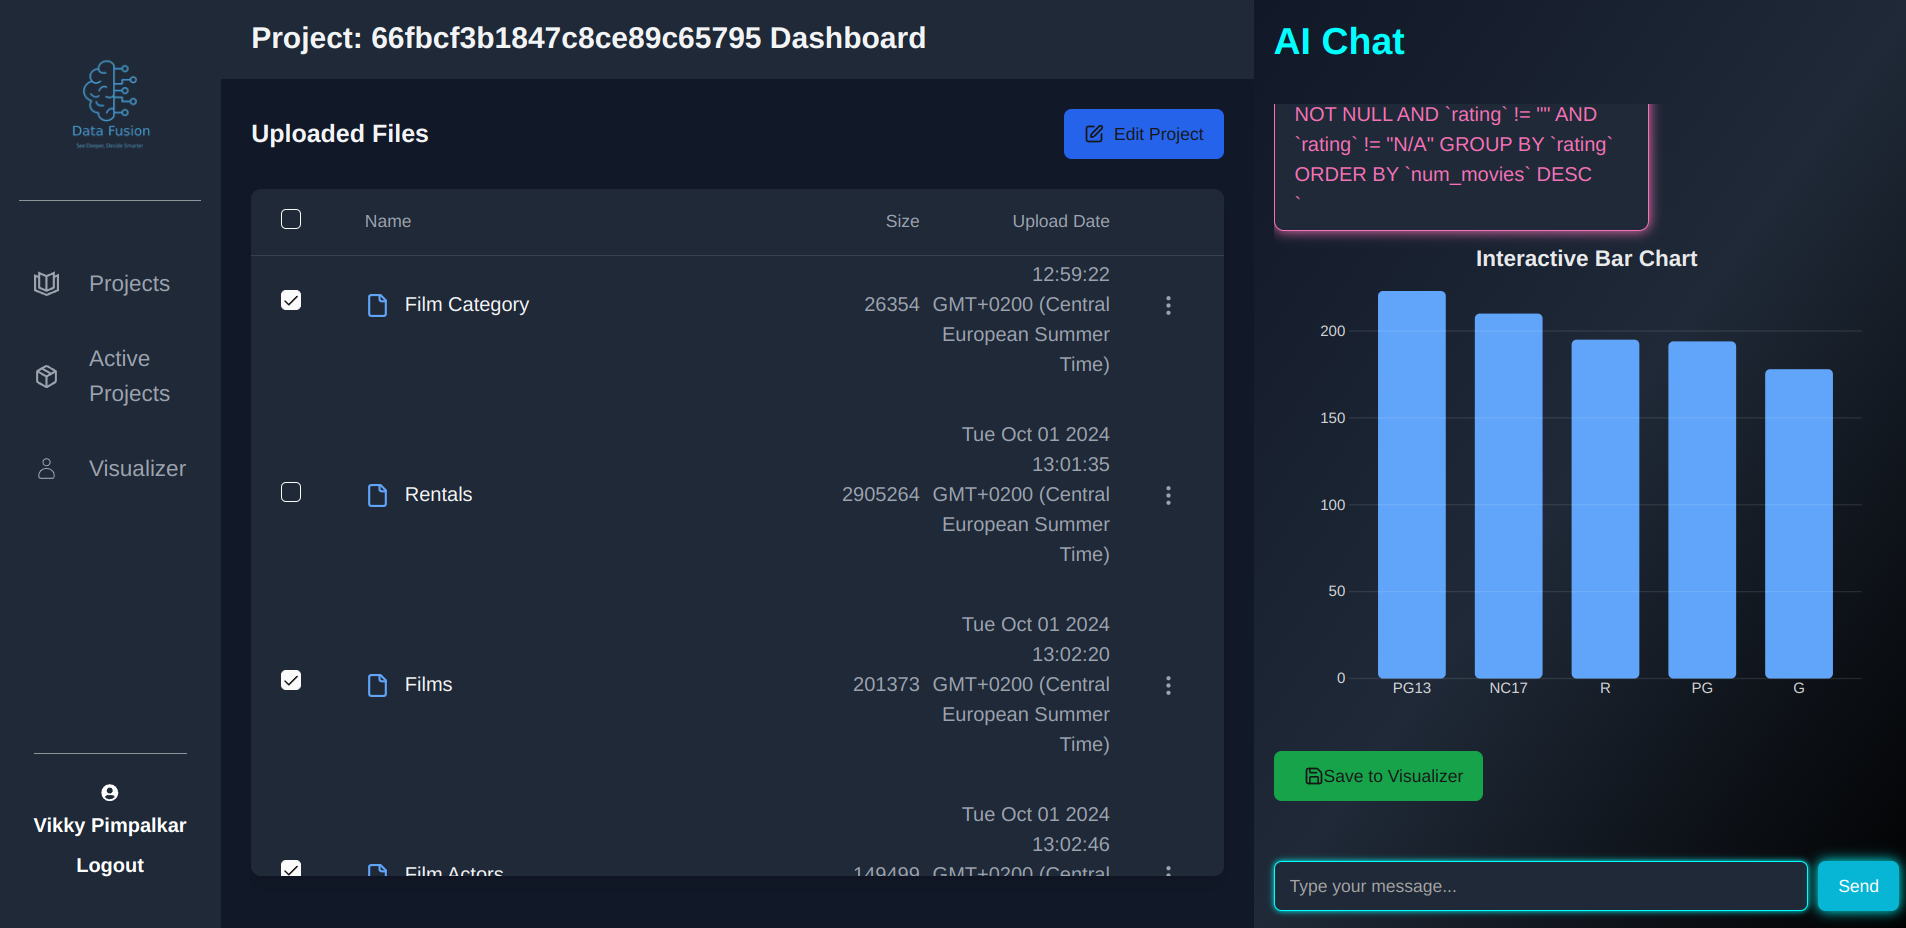 Data Fusion
See Deeper, Decide Smarter
Projects
Active
Projects
Visualizer
Vikky Pimpalkar
Logout
Project: 66fbcf3b1847c8ce89c65795 Dashboard
Uploaded Files
Edit Project
Name Size Upload Date
12:59:22
Film Category 26354 GMT+0200 (Central
European Summer
Time)
Tue Oct 01 2024
13:01:35
Rentals 2905264 GMT+0200 (Central
European Summer
Time)
Tue Oct 01 2024
13:02:20
Films 201373 GMT+0200 (Central
European Summer
Time)
Tue Oct 01 2024
13:02:46
Film Actors 149499 GMT+0200 (Central
AI Chat
NOT NULL AND `rating` != "" AND
`rating` != "N/A" GROUP BY `rating`
ORDER BY `num_movies` DESC
`
Interactive Bar Chart
200
150
100
50
0
PG13 NC17 R PG G
Save to Visualizer
Type your message...
Send